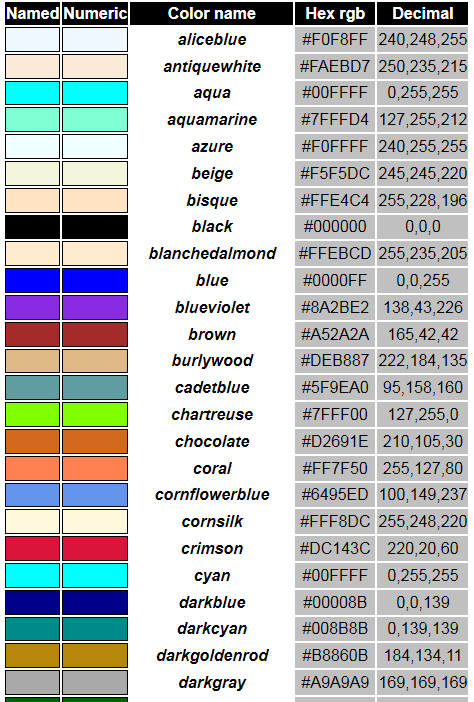 Named Numeric Color name Hex rgb Decimal
aliceblue #F0F8FF 240,248,255
antiquewhite #FAEBD7 250,235,215
aqua #00FFFF 0,255,255
aquamarine #7FFFD4 127,255,212
azure #F0FFFF 240,255,255
beige #F5F5DC 245,245,220
bisque #FFE4C4 255,228,196
black #000000 0,0,0
blanchedalmond #FFEBCD 255,235,205
blue #0000FF 0,0,255
blueviolet #8A2BE2 138,43,226
brown #A52A2A 165,42,42
burlywood #DEB887 222,184,135
cadetblue #5F9EA0 95,158,160
chartreuse #7FFF00 127,255,0
chocolate #D2691E 210,105,30
coral #FF7F50 255,127,80
cornflowerblue #6495ED 100,149,237
cornsilk #FFF8DC 255,248,220
crimson #DC143C 220,20,60
cyan #00FFFF 0,255,255
darkblue #00008B 0,0,139
darkcyan #008B8B 0,139,139
darkgoldenrod #B8860B 184,134,11
darkgray #A9A9A9 169,169,169